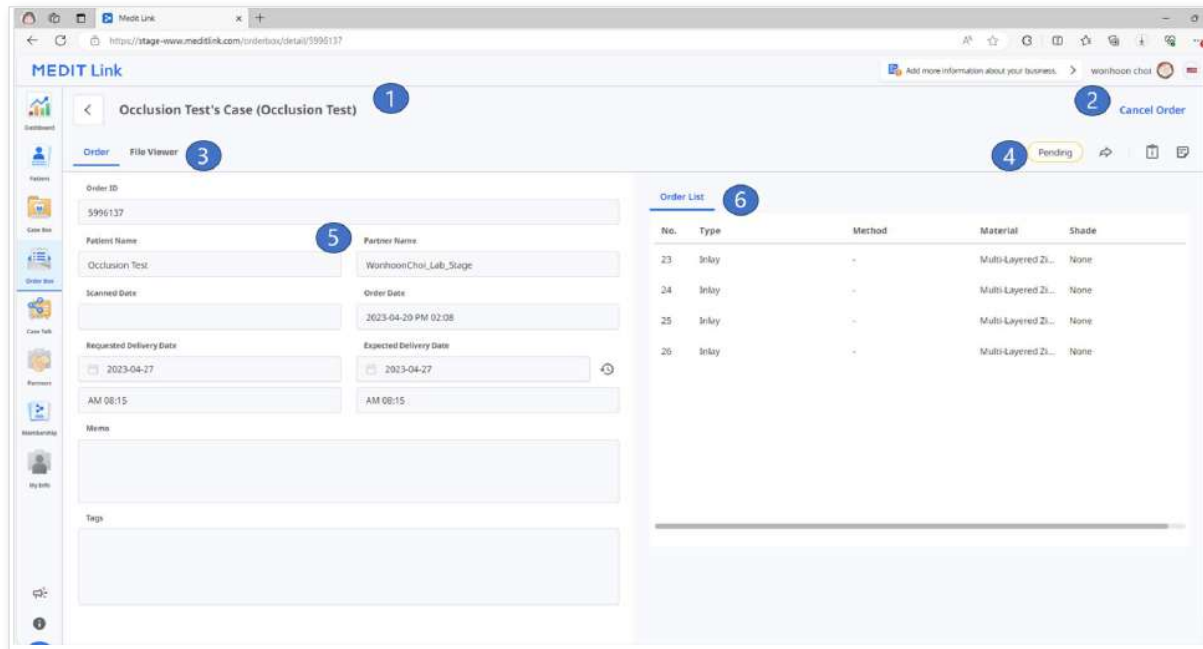 Medit Link
https://stage-www.meditlink.com/orderbox/detail/5996137
MEDIT Link
Add more information about your business.
wonhoon choi
Dashboard
Patient
Case Box
Order Box
Case Talk
Partners
Membership
My Info
Occlusion Test's Case (Occlusion Test)
1
2
Cancel Order
Order
File Viewer
3
4
Pending
Order ID
5996137
5
Patient Name
Partner Name
Occlusion Test
WonhoonChoi_Lab_Stage
Scanned Date
Order Date
2023-04-20 PM 02:08
Requested Delivery Date
Expected Delivery Date
2023-04-27
2023-04-27
AM 08:15
AM 08:15
Memo
Tags
Order List
6
No. Type Method Material Shade
23 Inlay - Multi-Layered Zi... None
24 Inlay - Multi-Layered Zi... None
25 Inlay - Multi-Layered Zi... None
26 Inlay - Multi-Layered Zi... None